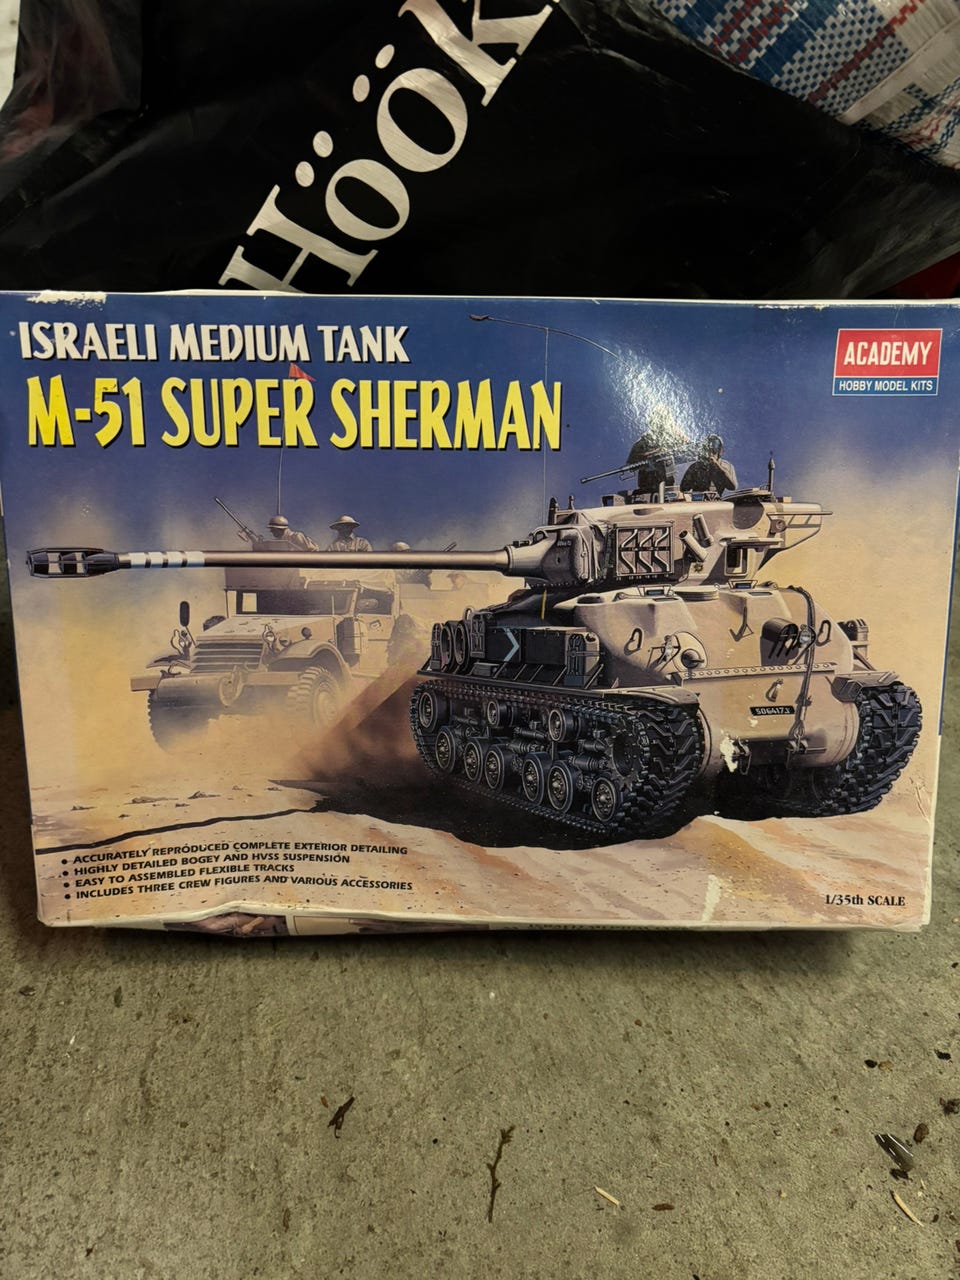 Höök
ISRAELI MEDIUM TANK
M-51 SUPER SHERMAN
ACADEMY
HOBBY MODEL KITS
• ACCURATELY REPRODUCED COMPLETE EXTERIOR DETAILING
• HIGHLY DETAILED BOGEY AND HVSS SUSPENSION
• EASY TO ASSEMBLED FLEXIBLE TRACKS
• INCLUDES THREE CREW FIGURES AND VARIOUS ACCESSORIES
1/35th SCALE